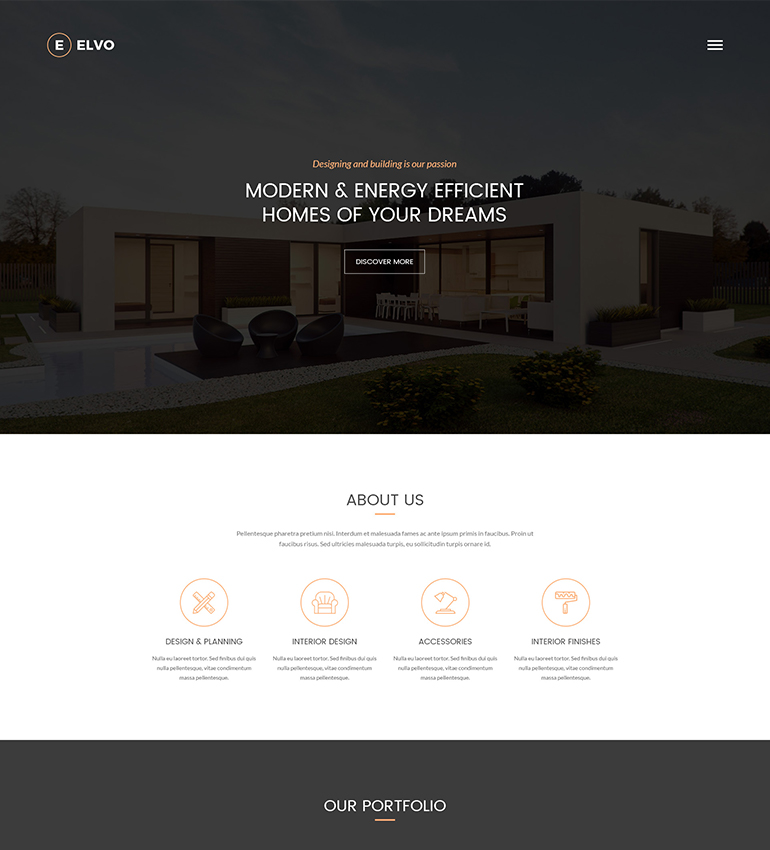 E ELVO
Designing and building is our passion
MODERN & ENERGY EFFICIENT
HOMES OF YOUR DREAMS
DISCOVER MORE
ABOUT US
Pellentesque pharetra pretium nisl. Interdum et malesuada fames ac ante ipsum primis in faucibus. Proin ut
faucibus risus. Sed ultricies malesuada turpis, eu sollicitudin turpis ornare id.
DESIGN & PLANNING
Nulla eu laoreet tortor. Sed finibus dui quis
nulla pellentesque, vitae condimentum
massa pellentesque.
INTERIOR DESIGN
Nulla eu laoreet tortor. Sed finibus dui quis
nulla pellentesque, vitae condimentum
massa pellentesque.
ACCESSORIES
Nulla eu laoreet tortor. Sed finibus dui quis
nulla pellentesque, vitae condimentum
massa pellentesque.
INTERIOR FINISHES
Nulla eu laoreet tortor. Sed finibus dui quis
nulla pellentesque, vitae condimentum
massa pellentesque.
OUR PORTFOLIO